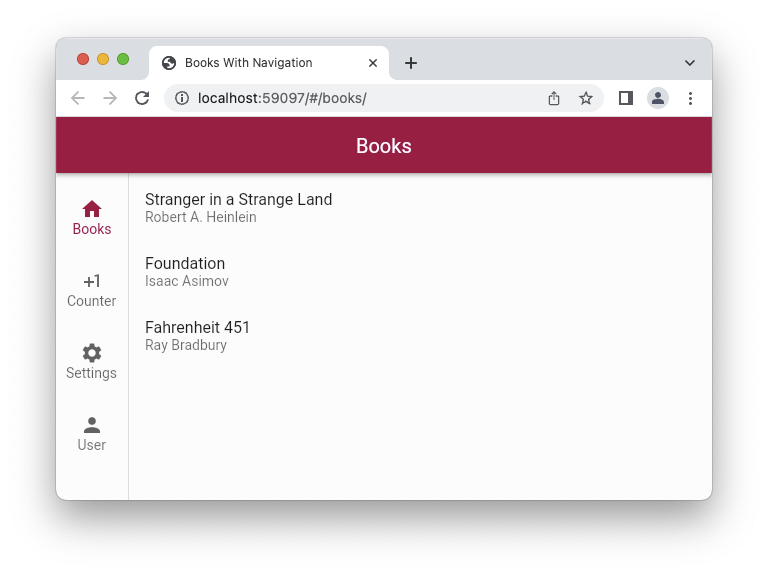 Books With Navigation
localhost:59097/#/books/
Books
Books
+1
Counter
Settings
User
Stranger in a Strange Land
Robert A. Heinlein
Foundation
Isaac Asimov
Fahrenheit 451
Ray Bradbury